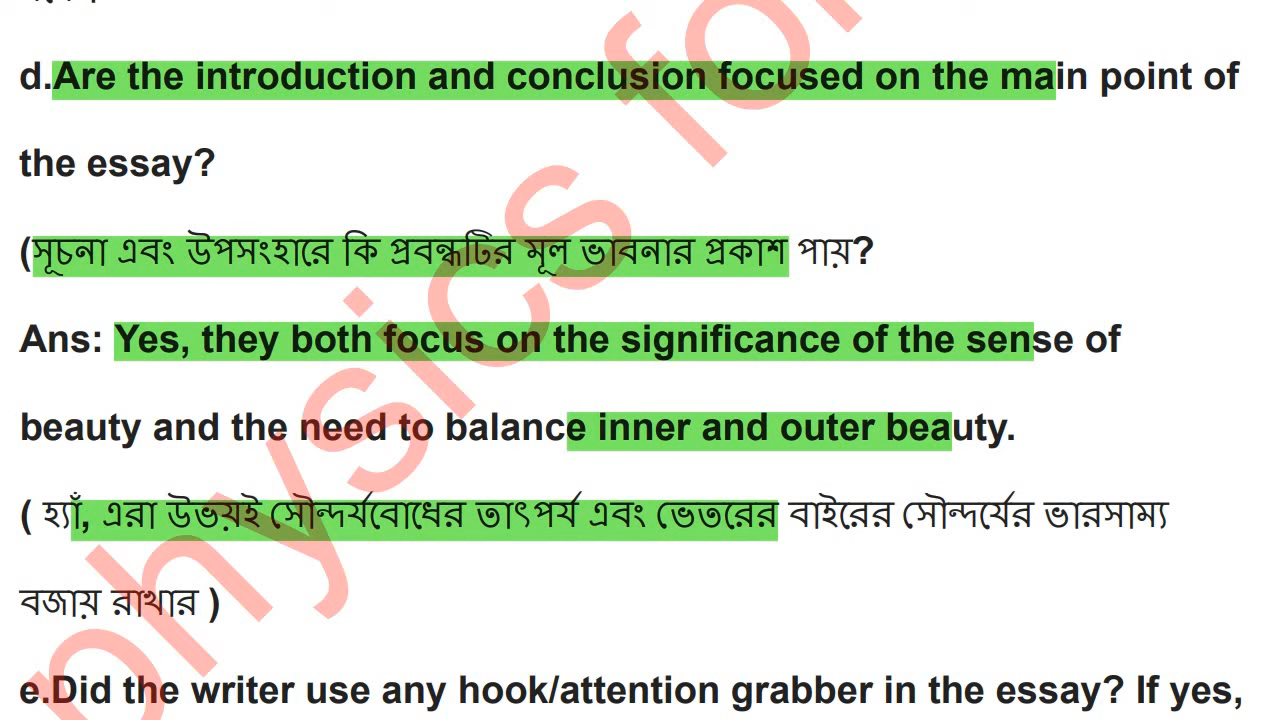 d.Are the introduction and conclusion focused on the main point of
the essay?
(সূচনা এবং উপসংহারে কি প্রবন্ধটির মূল ভাবনার প্রকাশ পায়?
Ans: Yes, they both focus on the significance of the sense of
beauty and the need to balance inner and outer beauty.
( হ্যাঁ, এরা উভয়ই সৌন্দর্যবোধের তাৎপর্য এবং ভেতরের বাইরের সৌন্দর্যের ভারসাম্য
বজায় রাখার )
e.Did the writer use any hook/attention grabber in the essay? If yes,
physics for